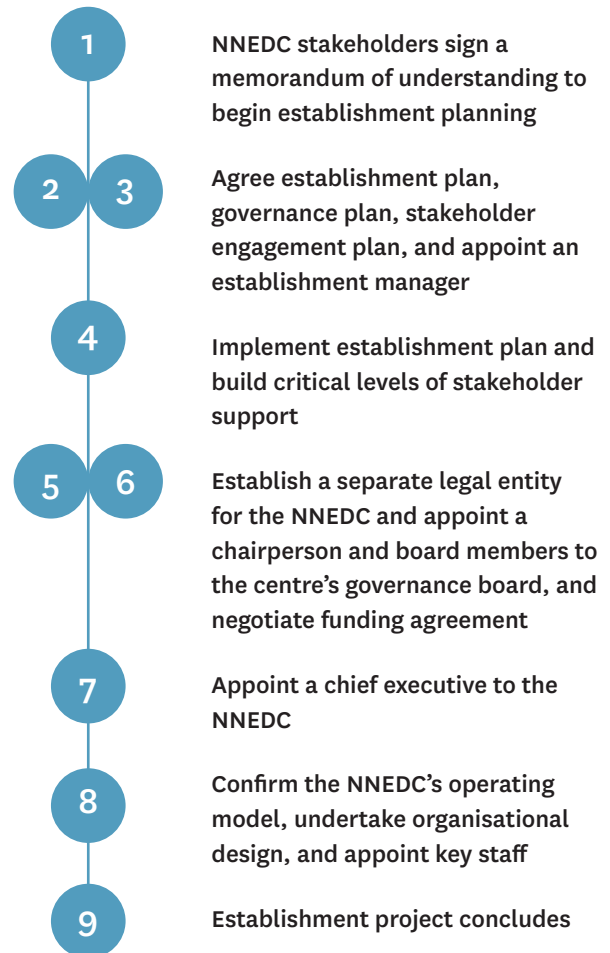 1
NNEDC stakeholders sign a
memorandum of understanding to
begin establishment planning
2 3
Agree establishment plan,
governance plan, stakeholder
engagement plan, and appoint an
establishment manager
4
Implement establishment plan and
build critical levels of stakeholder
support
5 6
Establish a separate legal entity
for the NNEDC and appoint a
chairperson and board members to
the centre’s governance board, and
negotiate funding agreement
7
Appoint a chief executive to the
NNEDC
8
Confirm the NNEDC’s operating
model, undertake organisational
design, and appoint key staff
9
Establishment project concludes